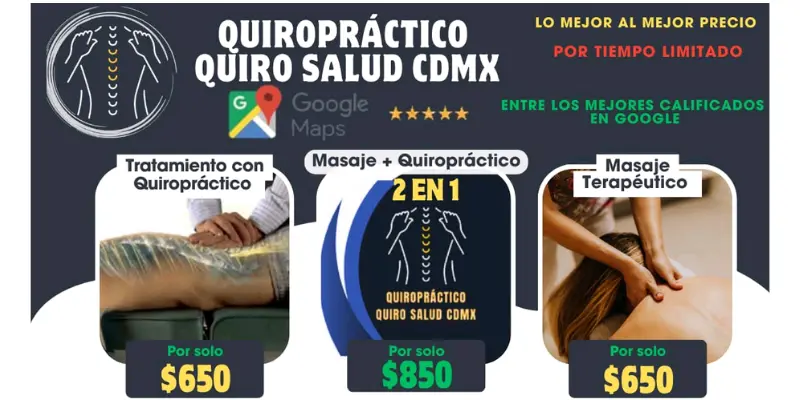 QUIROPRÁCTICO
QUIRO SALUD CDMX
Google
Maps
LO MEJOR AL MEJOR PRECIO
POR TIEMPO LIMITADO
ENTRE LOS MEJORES CALIFICADOS
EN GOOGLE
Tratamiento con
Quiropráctico
Por solo
$650
Masaje + Quiropráctico
2 EN 1
QUIROPRÁCTICO
QUIRO SALUD CDMX
Por solo
$850
Masaje
Terapéutico
Por solo
$650